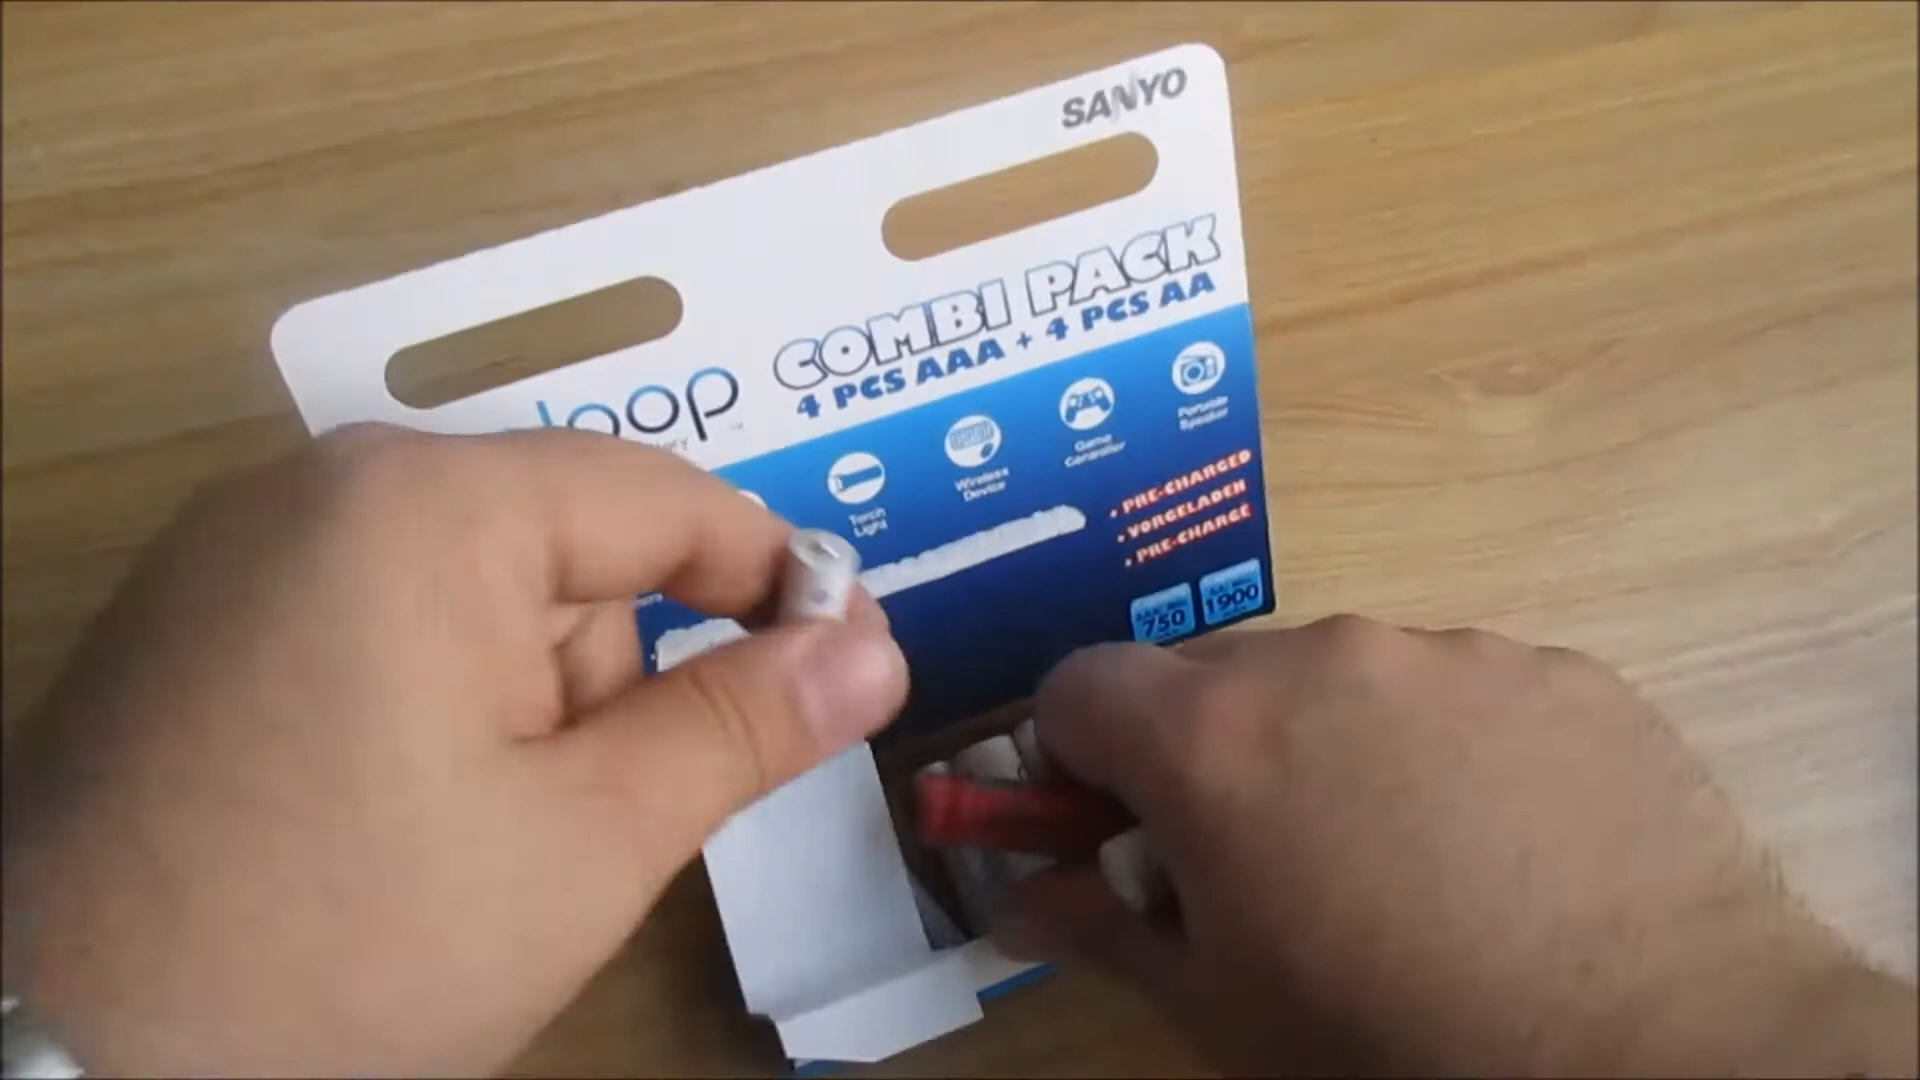 SANYO
loop
COMBI PACK
4 PCS AAA + 4 PCS AA
Torch
Light
Wireless
Device
Game
Controller
Portable
Speaker
• PRE-CHARGED
• VORGELADEN
• PRE-CHARGE
750
1900